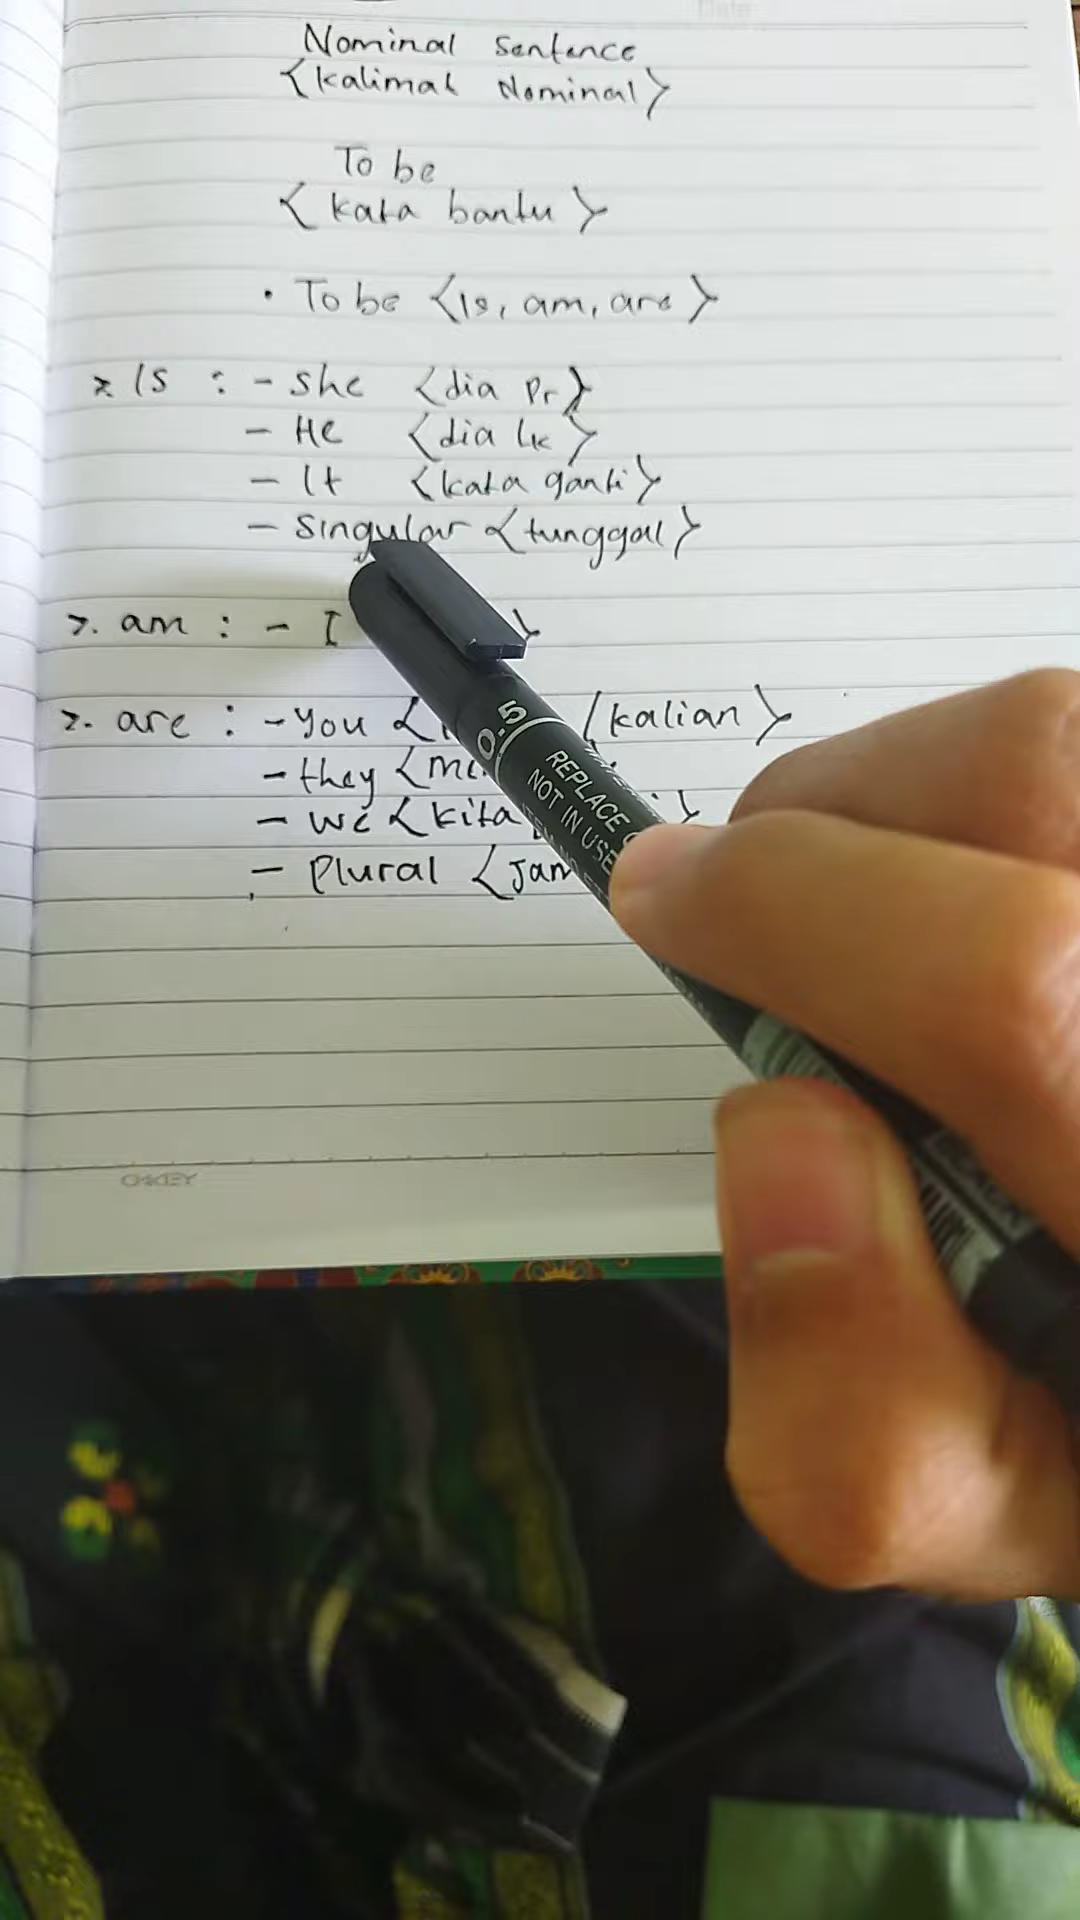 Date
Nominal Sentence
<kalimat Nominal>
To be
<kata bantu>
• To be <is, am, are>
> Is : - She <dia Pr>
- He <dia Lk>
- It <kata ganti>
- Singular <tunggal>
>. am : - I >
>. are : - You < /kalian>
- they <
- We <kita >
- Plural <
0.5
REPLACE
NOT IN USE
OAKLEY